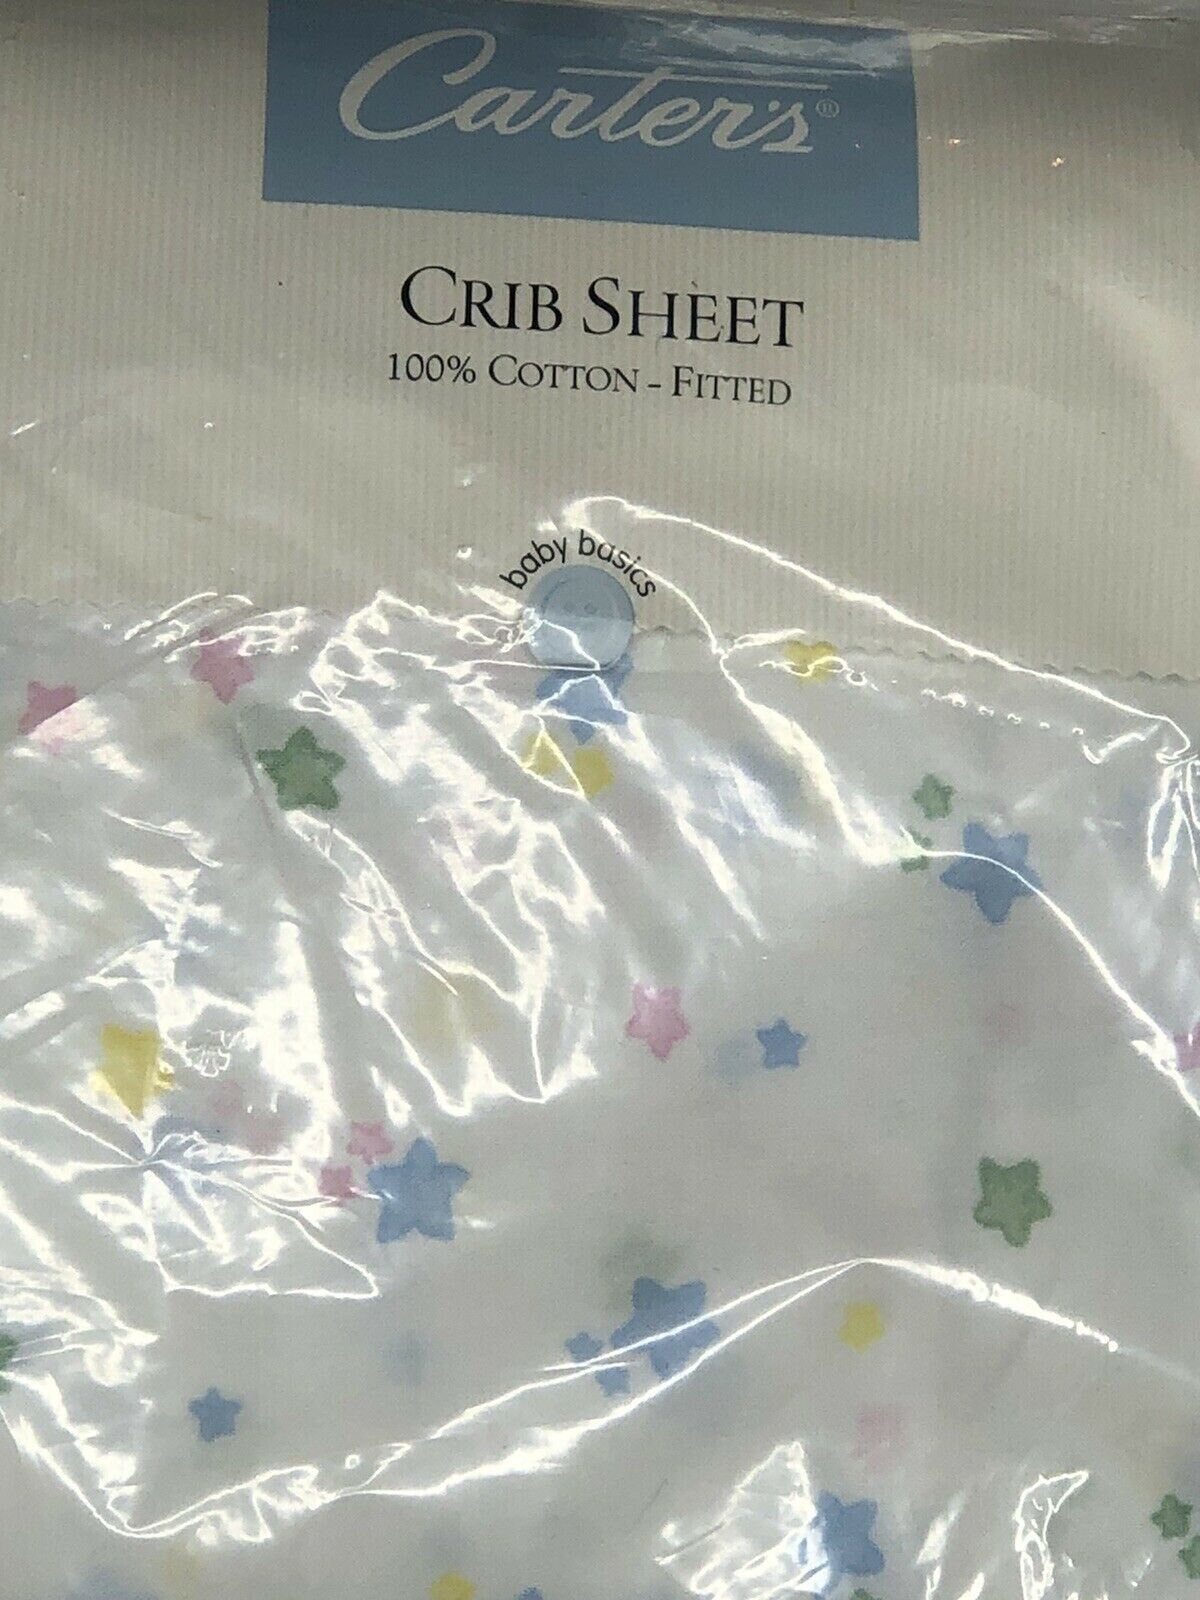 Carter's®
CRIB SHEET
100% COTTON - FITTED
baby basics